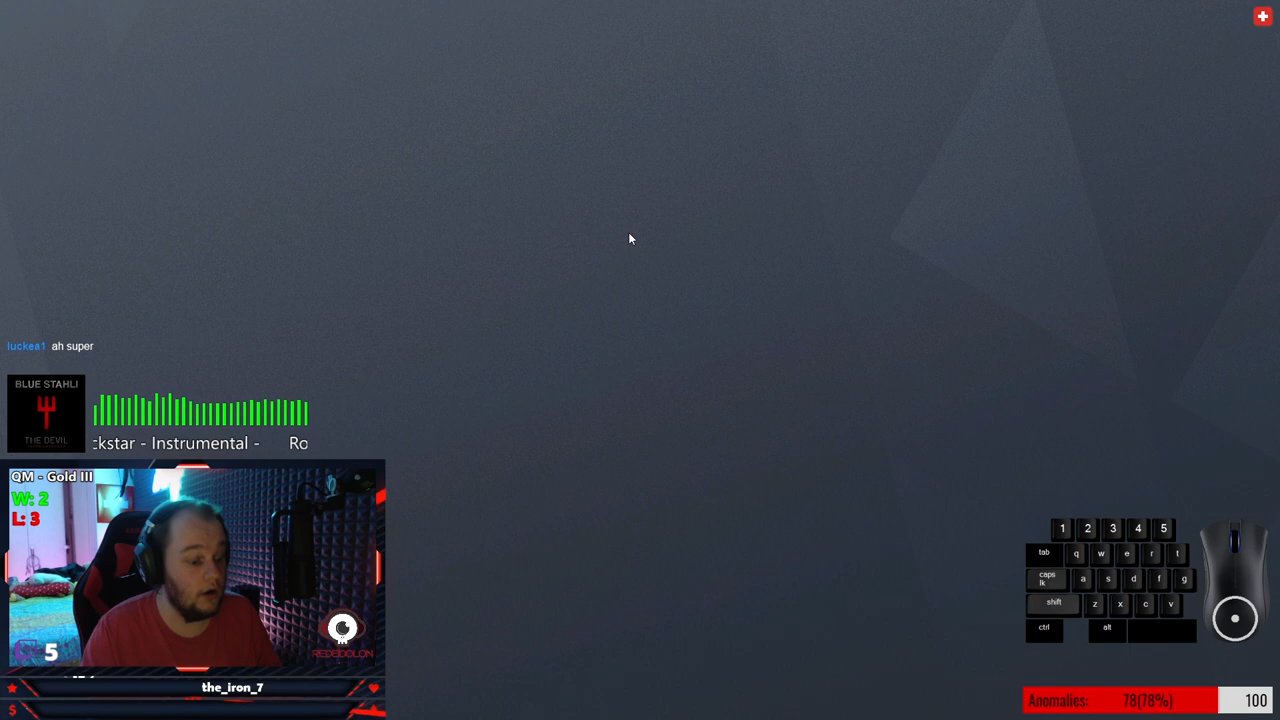 luckea1 ah super
BLUE STAHLI
THE DEVIL
ckstar - Instrumental - Ro
QM - Gold III
W: 2
L: 3
5
REDEIDOLON
the_iron_7
$
1 2 3 4 5
tab q w e r t
caps lk a s d f g
shift z x c v
ctrl alt
Anomalies: 78(78%) 100